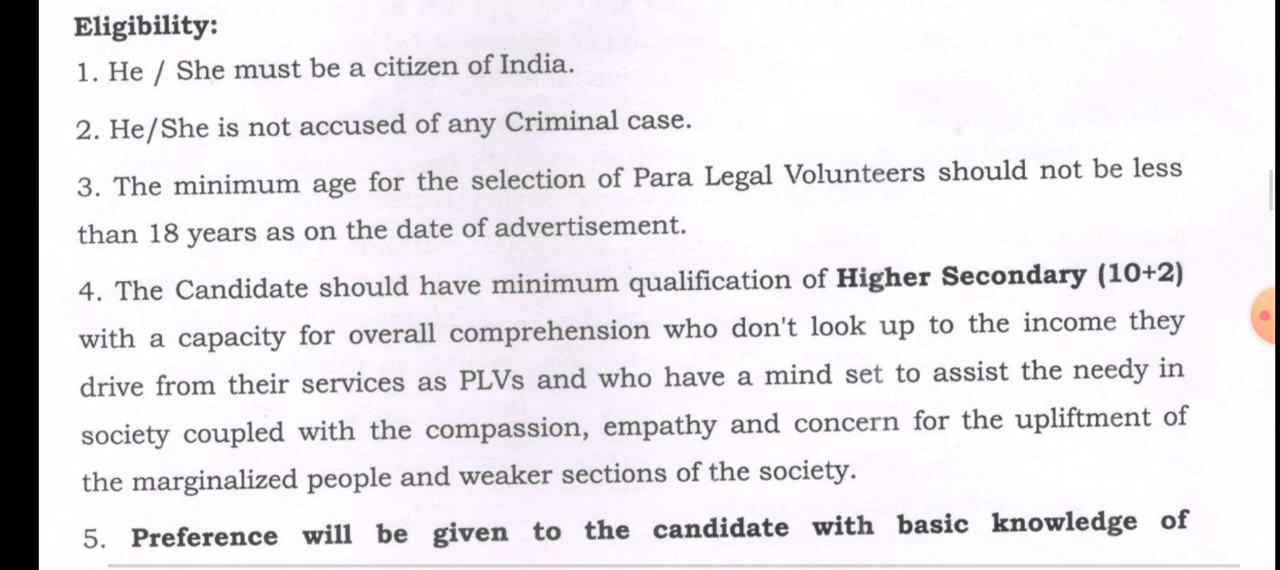 Eligibility:
1. He / She must be a citizen of India.
2. He/She is not accused of any Criminal case.
3. The minimum age for the selection of Para Legal Volunteers should not be less
than 18 years as on the date of advertisement.
4. The Candidate should have minimum qualification of Higher Secondary (10+2)
with a capacity for overall comprehension who don't look up to the income they
drive from their services as PLVs and who have a mind set to assist the needy in
society coupled with the compassion, empathy and concern for the upliftment of
the marginalized people and weaker sections of the society.
5. Preference will be given to the candidate with basic knowledge of